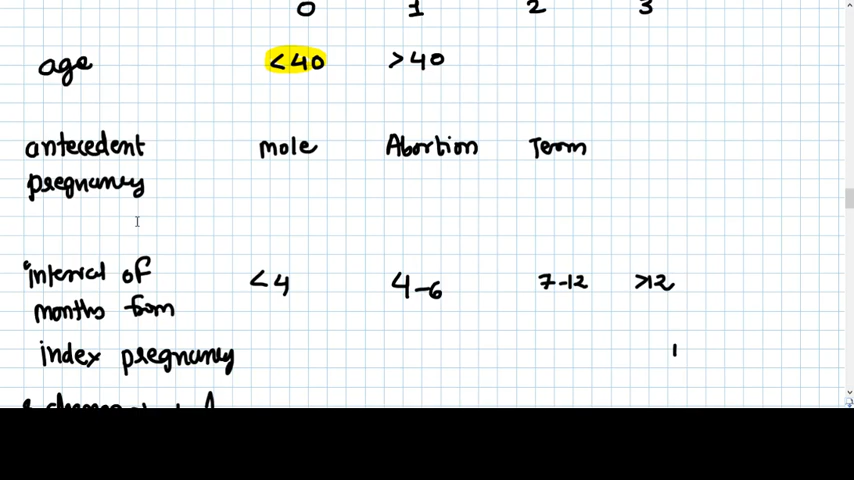 0 1 2 3
age <40 >40
antecedent mole Abortion Term
pregnancy
interval of <4 4-6 7-12 >12
months from
index pregnancy